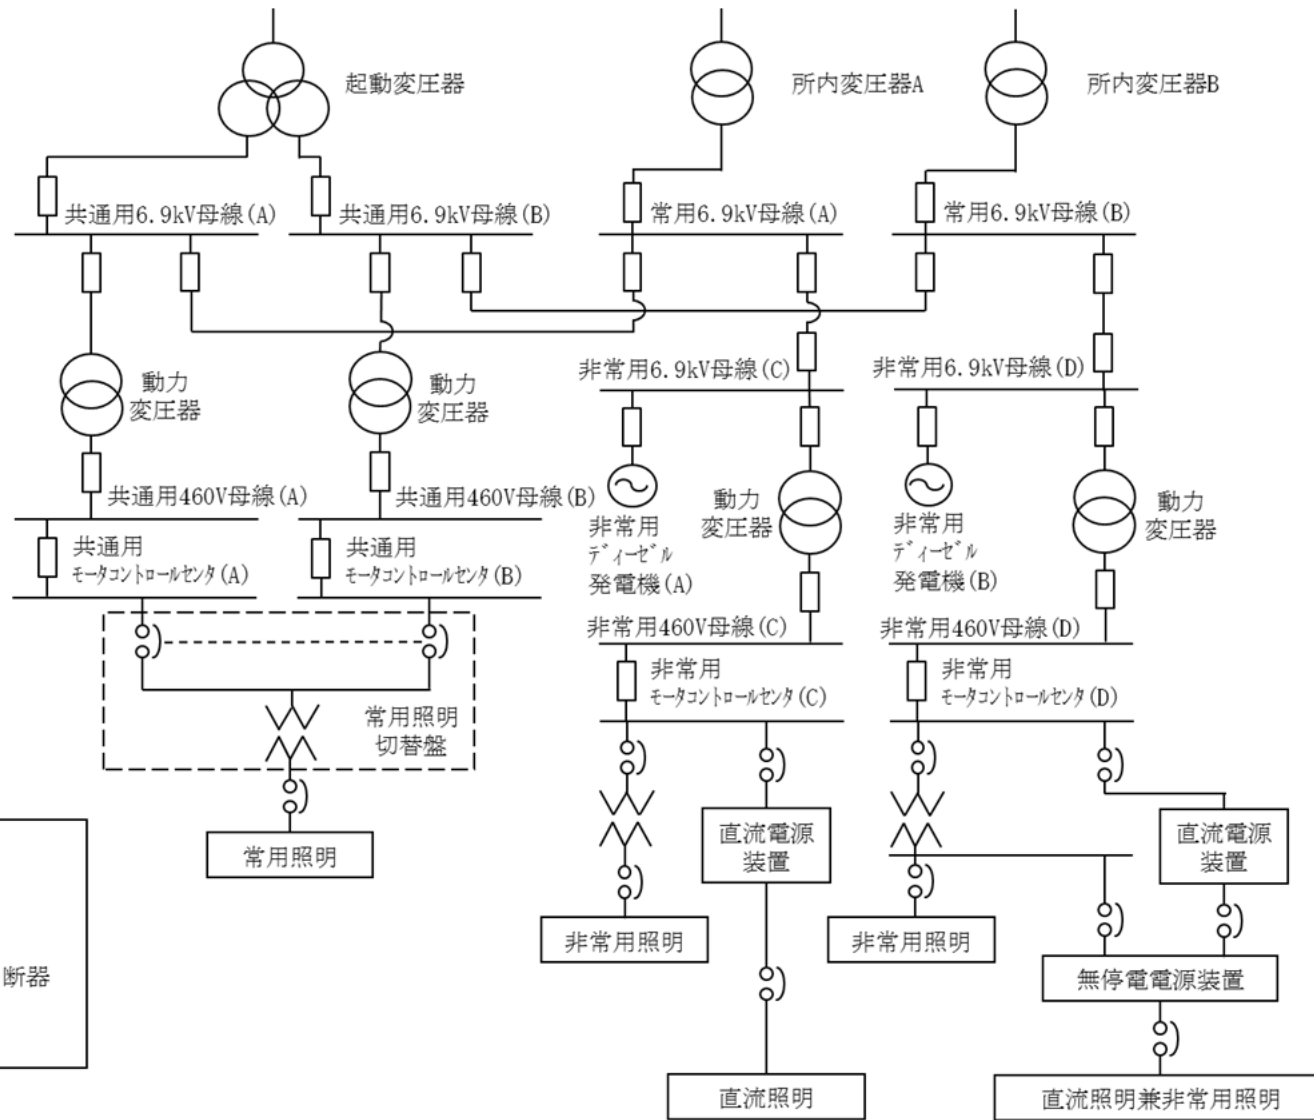 起動変圧器
所内変圧器A
所内変圧器B
共通用6.9kV母線(A)
共通用6.9kV母線(B)
常用6.9kV母線(A)
常用6.9kV母線(B)
動力
変圧器
動力
変圧器
非常用6.9kV母線(C)
非常用6.9kV母線(D)
共通用460V母線(A)
共通用460V母線(B)
動力
変圧器
動力
変圧器
非常用
ディーゼル
発電機(A)
非常用
ディーゼル
発電機(B)
共通用
モータコントロールセンタ(A)
共通用
モータコントロールセンタ(B)
非常用460V母線(C)
非常用460V母線(D)
非常用
モータコントロールセンタ(C)
非常用
モータコントロールセンタ(D)
常用照明
切替盤
常用照明
直流電源
装置
直流電源
装置
非常用照明
非常用照明
断器
無停電電源装置
直流照明
直流照明兼非常用照明